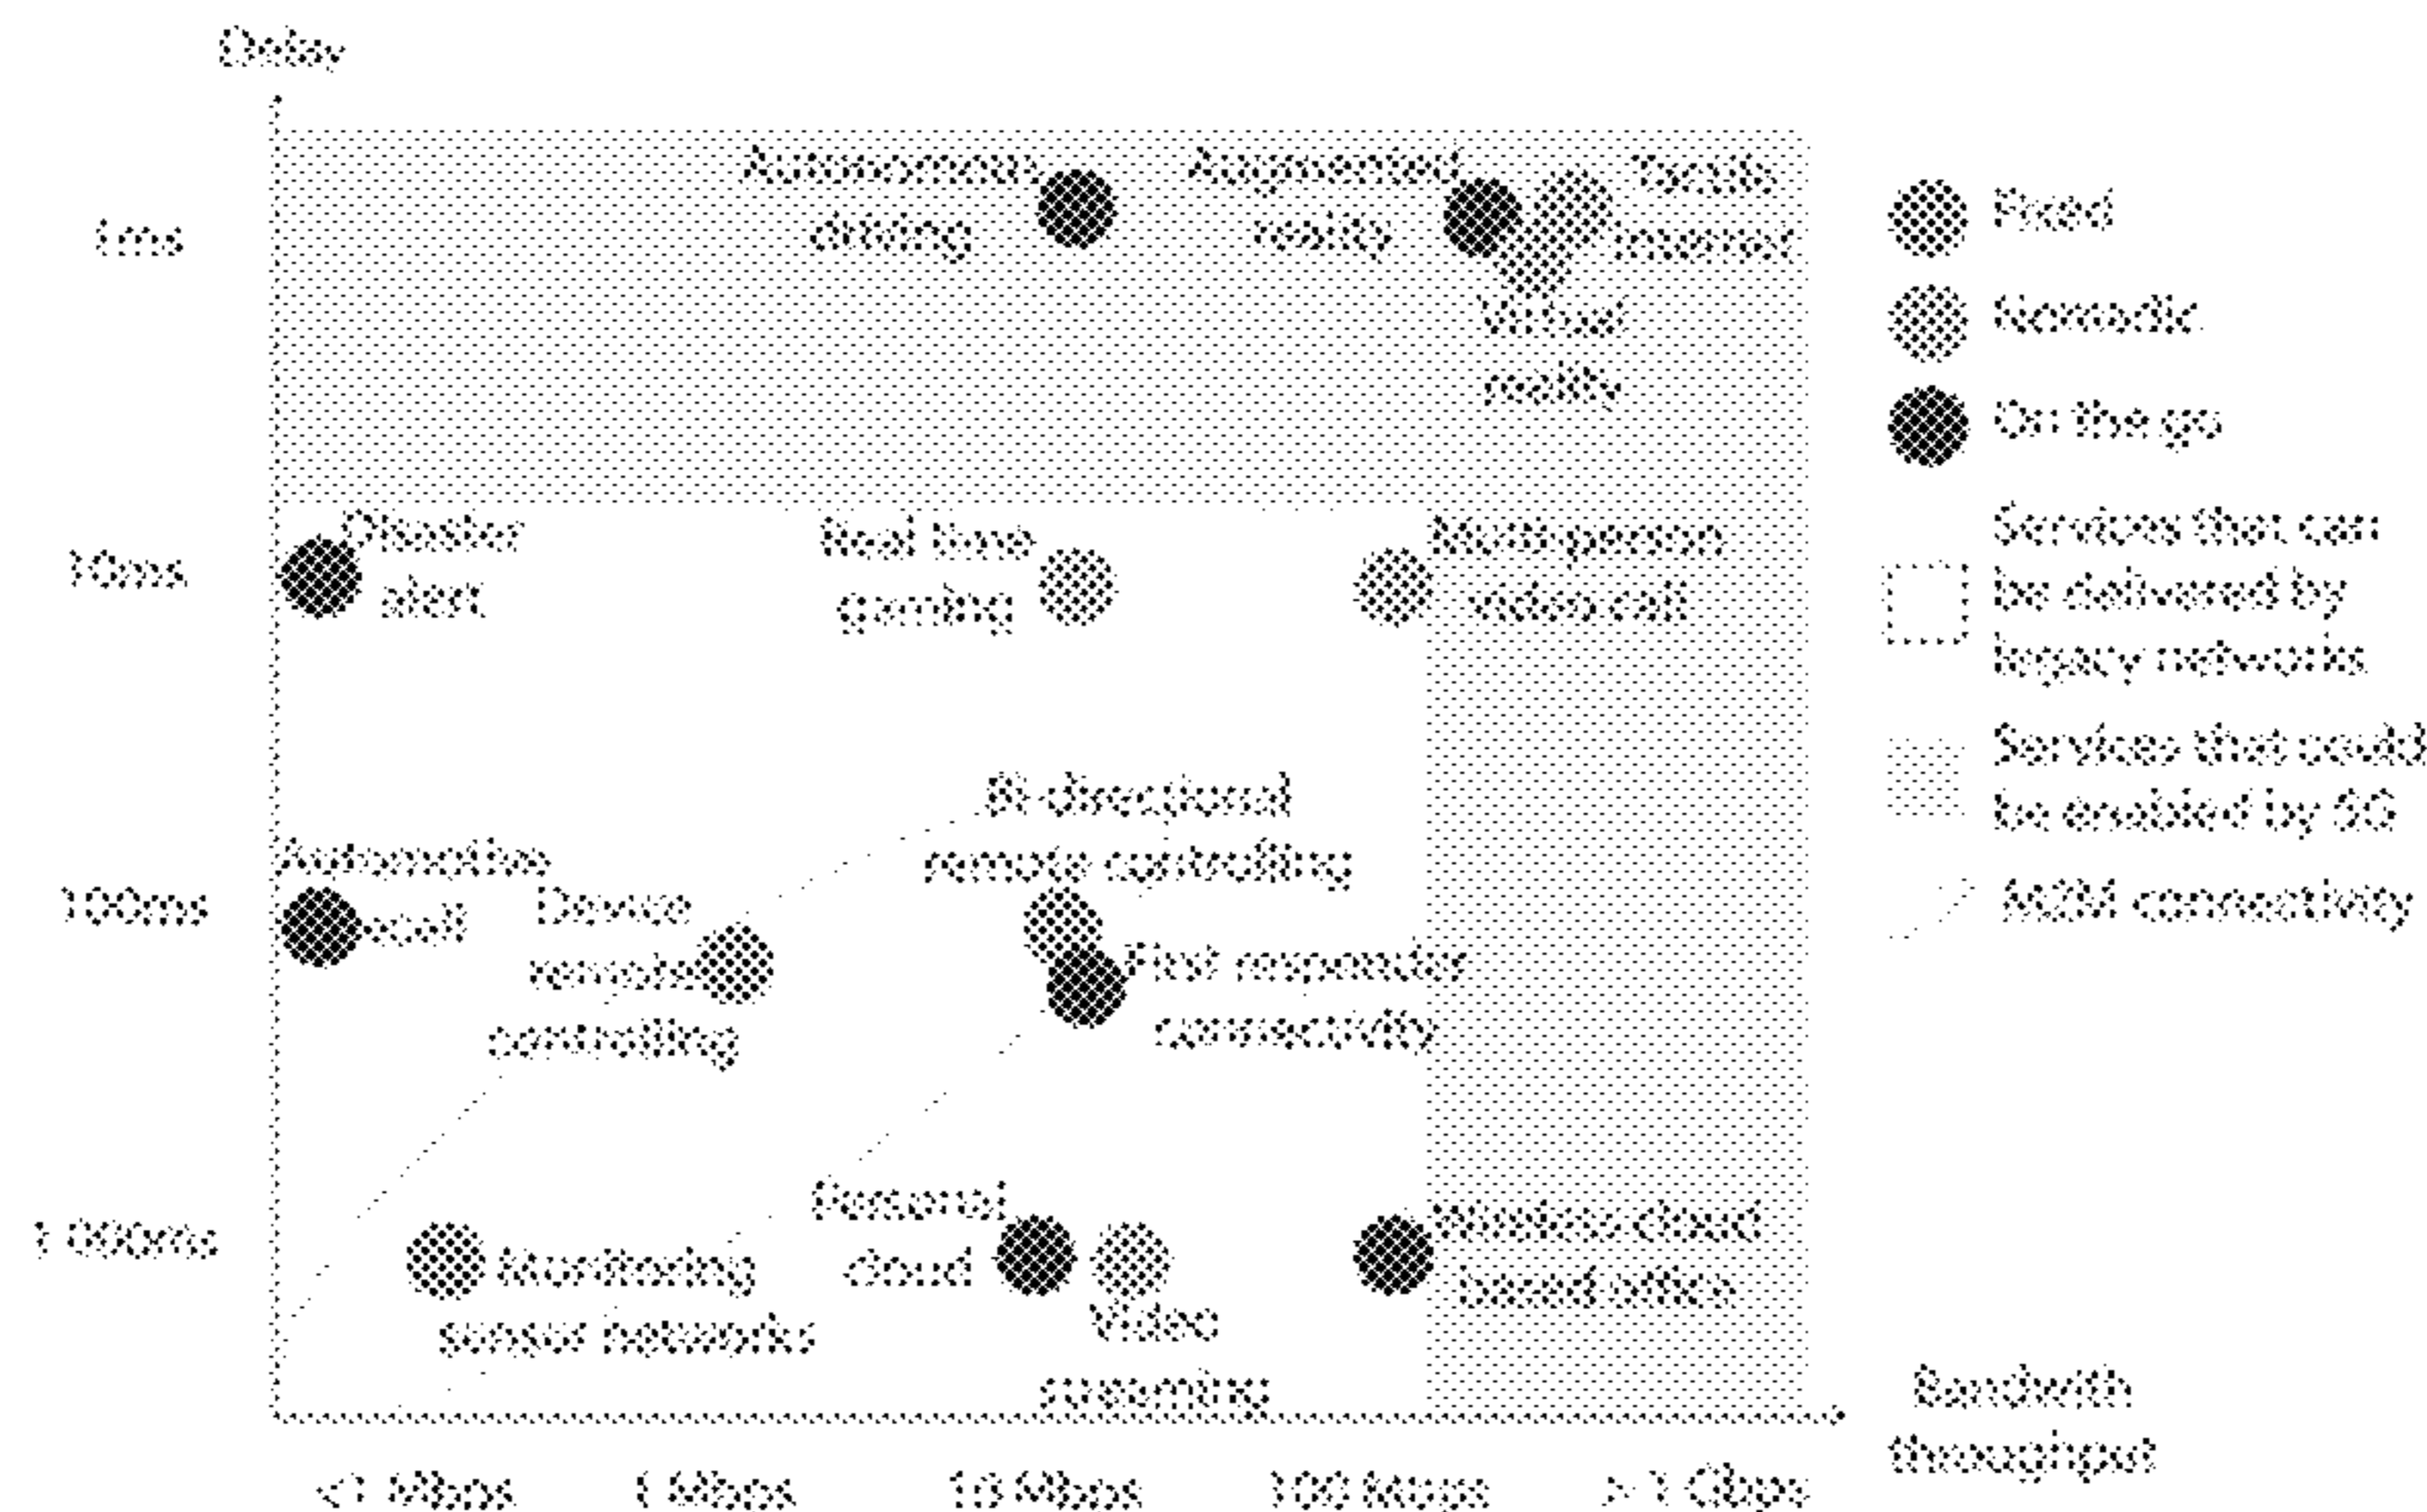 Delay
1ms
10ms
100ms
1 000ms
Autonomous
driving
Augmented
reality
Tactile
internet
Virtual
reality
Disaster
alert
Real time
gaming
Multi-person
video call
Bi-directional
remote controlling
Automotive
ecall
Device
remote
controlling
First responder
connectivity
Personal
cloud
Wireless cloud
based office
Monitoring
sensor networks
Video
streaming
<1 Mbps
1 Mbps
10 Mbps
100 Mbps
> 1 Gbps
Bandwith
throughput
Fixed
Nomadic
On the go
Services that can
be delivered by
legacy networks
Services that could
be enabled by 5G
M2M connectivity